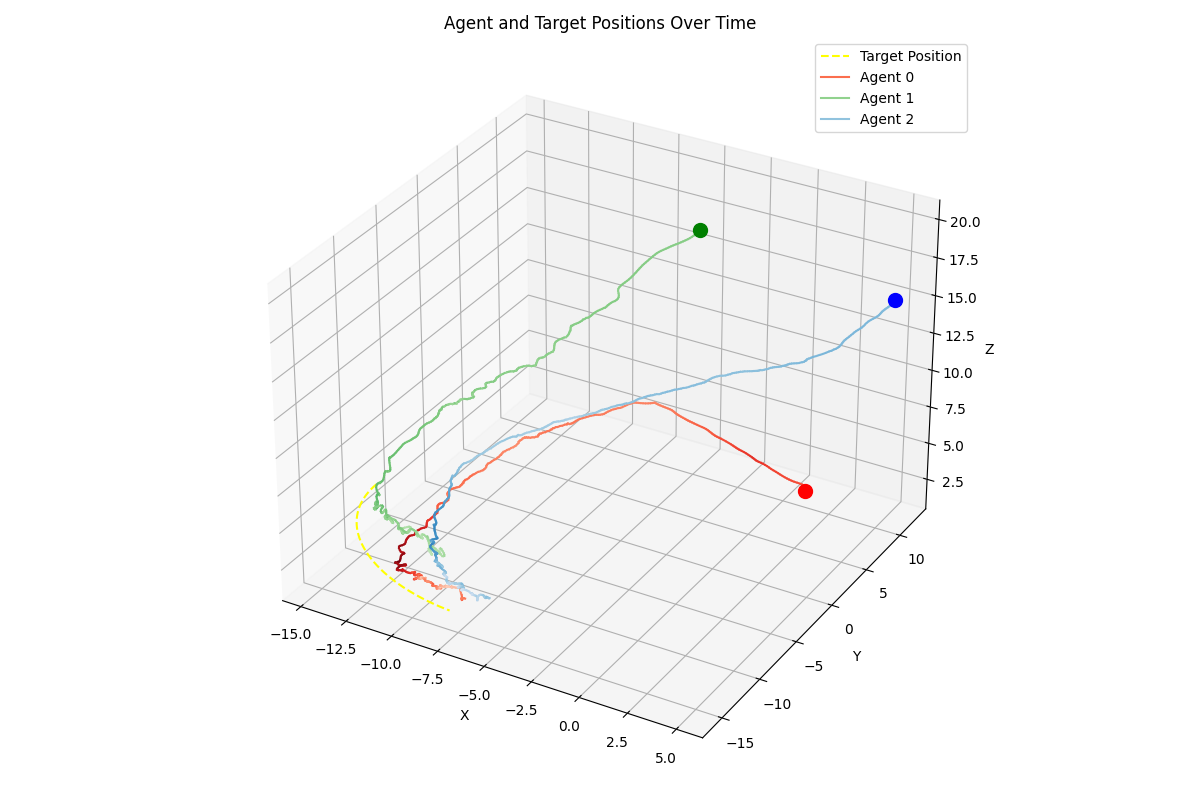 Agent and Target Positions Over Time
Target Position
Agent 0
Agent 1
Agent 2
20.0
17.5
15.0
12.5
10.0
7.5
5.0
2.5
Z
10
5
0
−5
−10
−15
Y
−15.0
−12.5
−10.0
−7.5
−5.0
−2.5
0.0
2.5
5.0
X